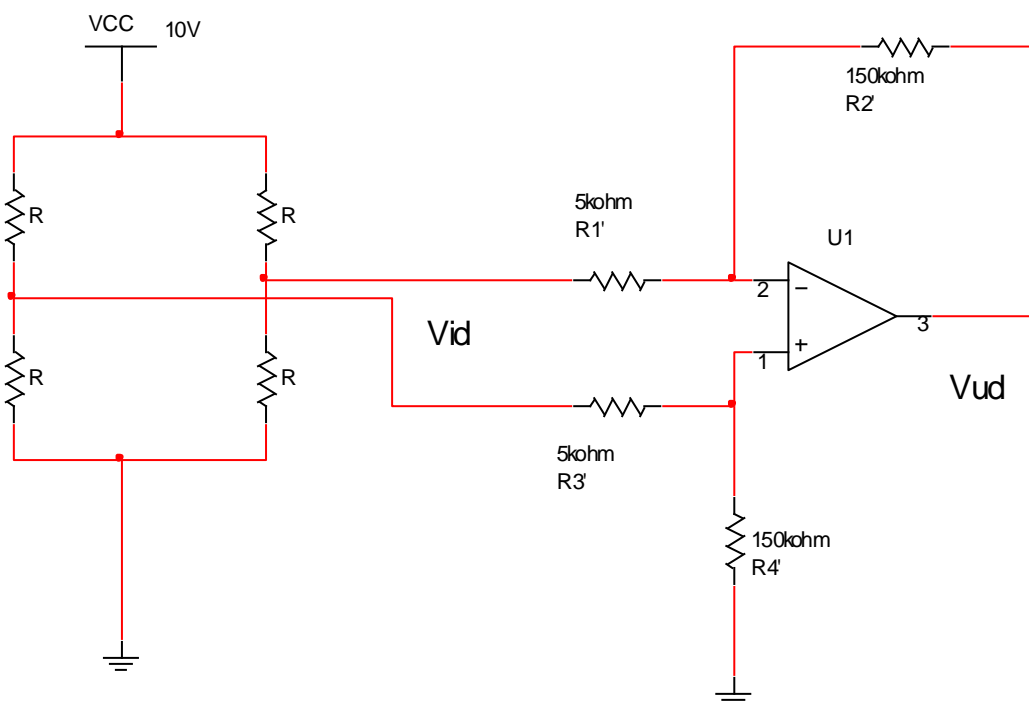 VCC 10V
150kohm
R2'
R
R
5kohm
R1'
U1
2
3
Vid
1
R
R
Vud
5kohm
R3'
150kohm
R4'